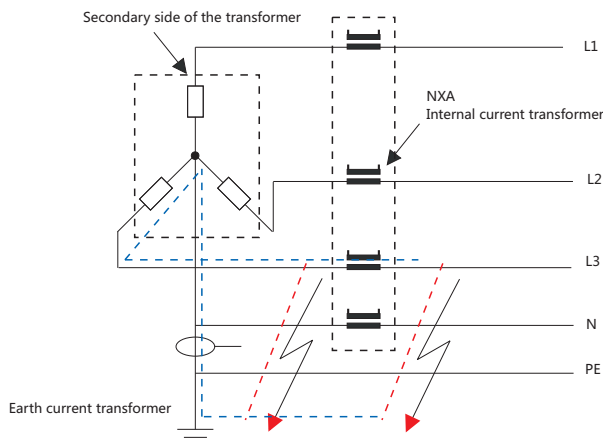 Secondary side of the transformer
L1
NXA
Internal current transformer
L2
L3
N
PE
Earth current transformer